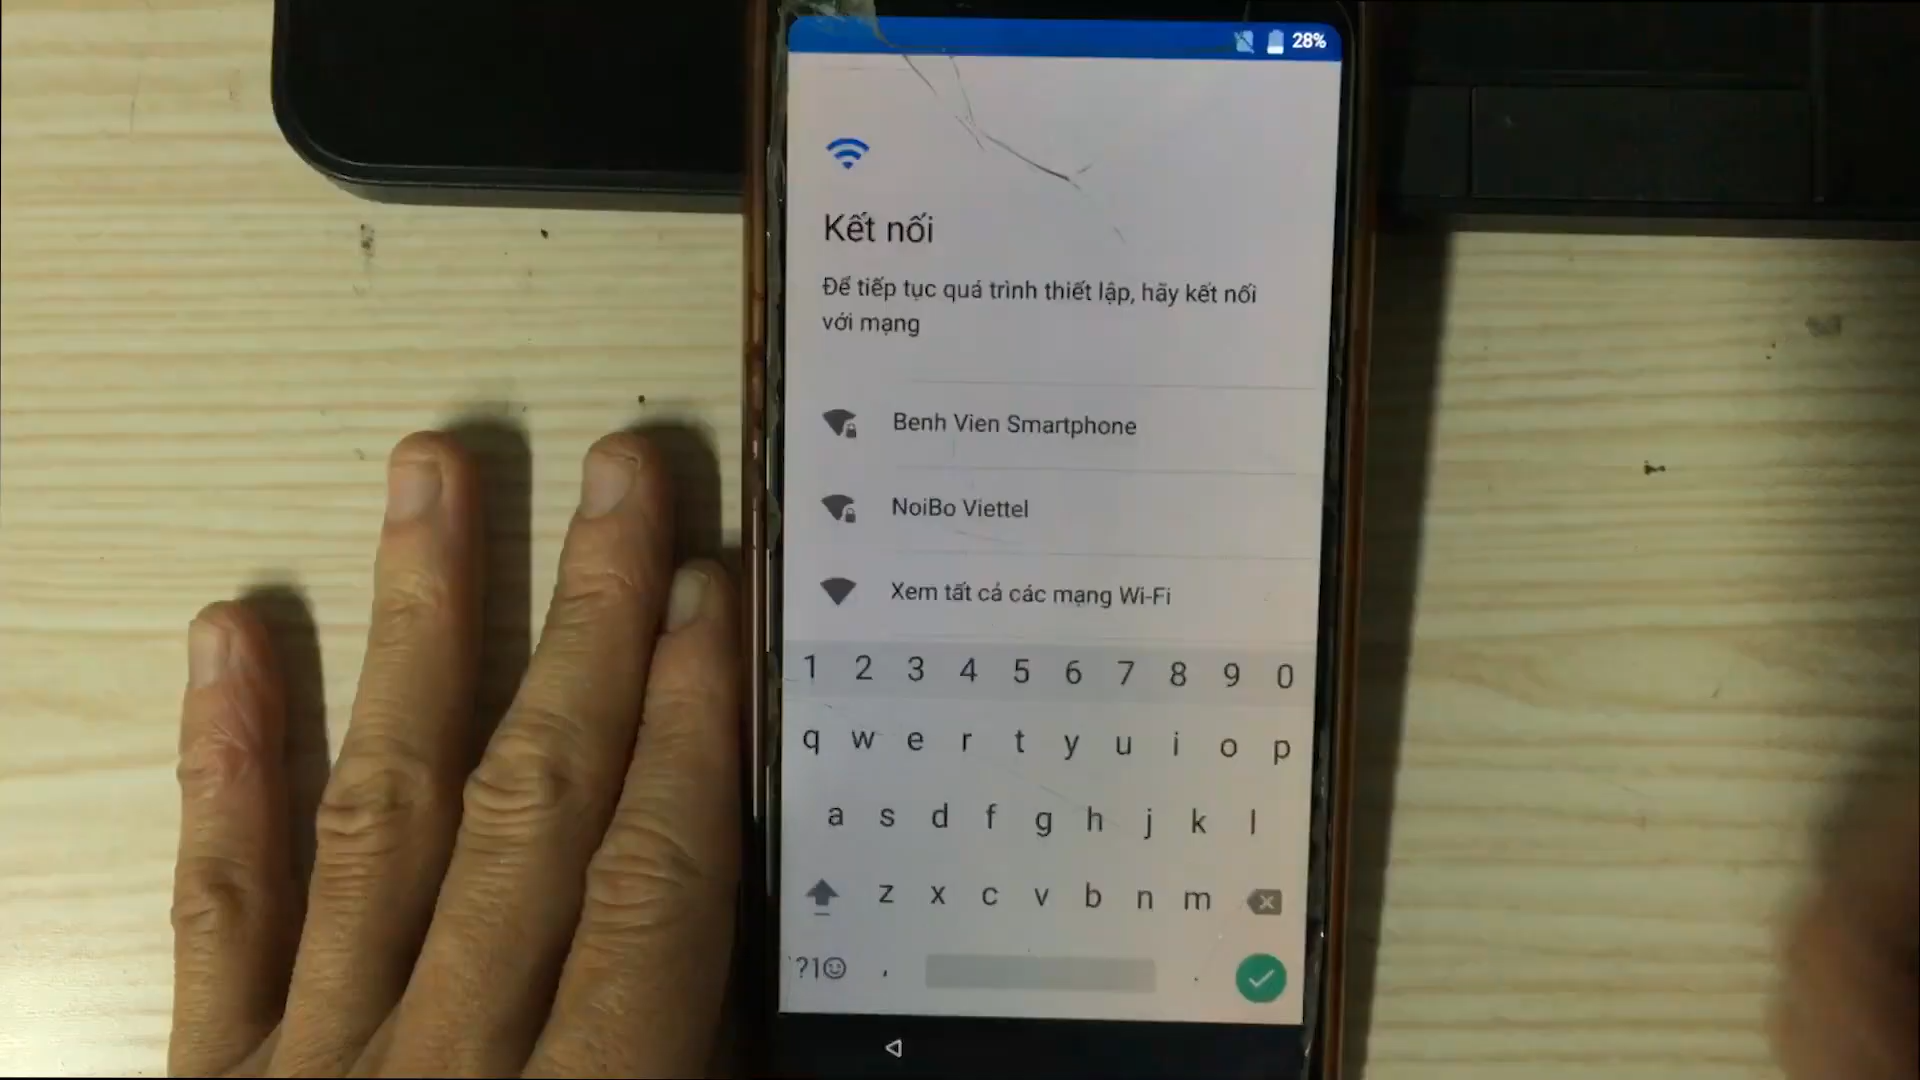 28%
Kết nối
Để tiếp tục quá trình thiết lập, hãy kết nối
với mạng
Benh Vien Smartphone
NoiBo Viettel
Xem tất cả các mạng Wi-Fi
1 2 3 4 5 6 7 8 9 0
q w e r t y u i o p
a s d f g h j k l
z x c v b n m
?1☺ , .